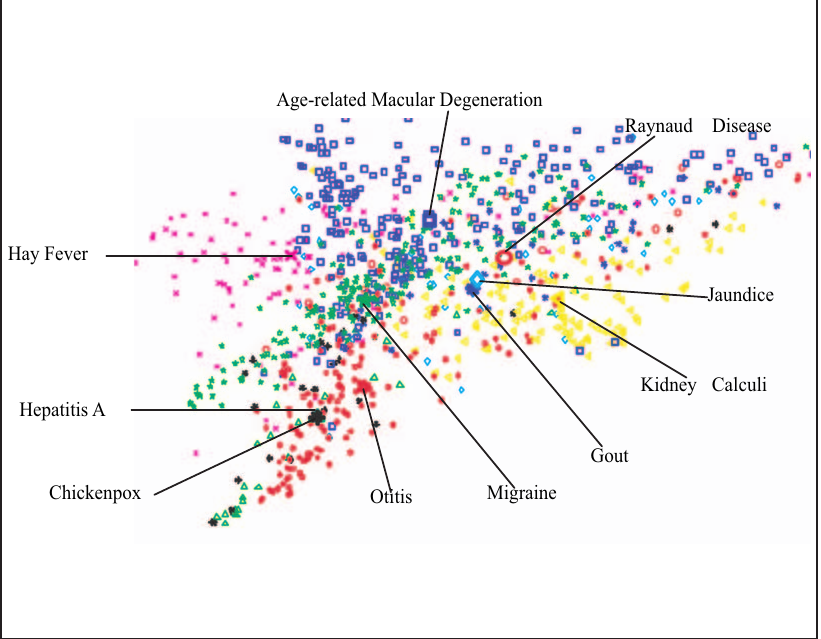 Age-related Macular Degeneration
Raynaud Disease
Hay Fever
Jaundice
Kidney Calculi
Hepatitis A
Gout
Chickenpox
Otitis
Migraine